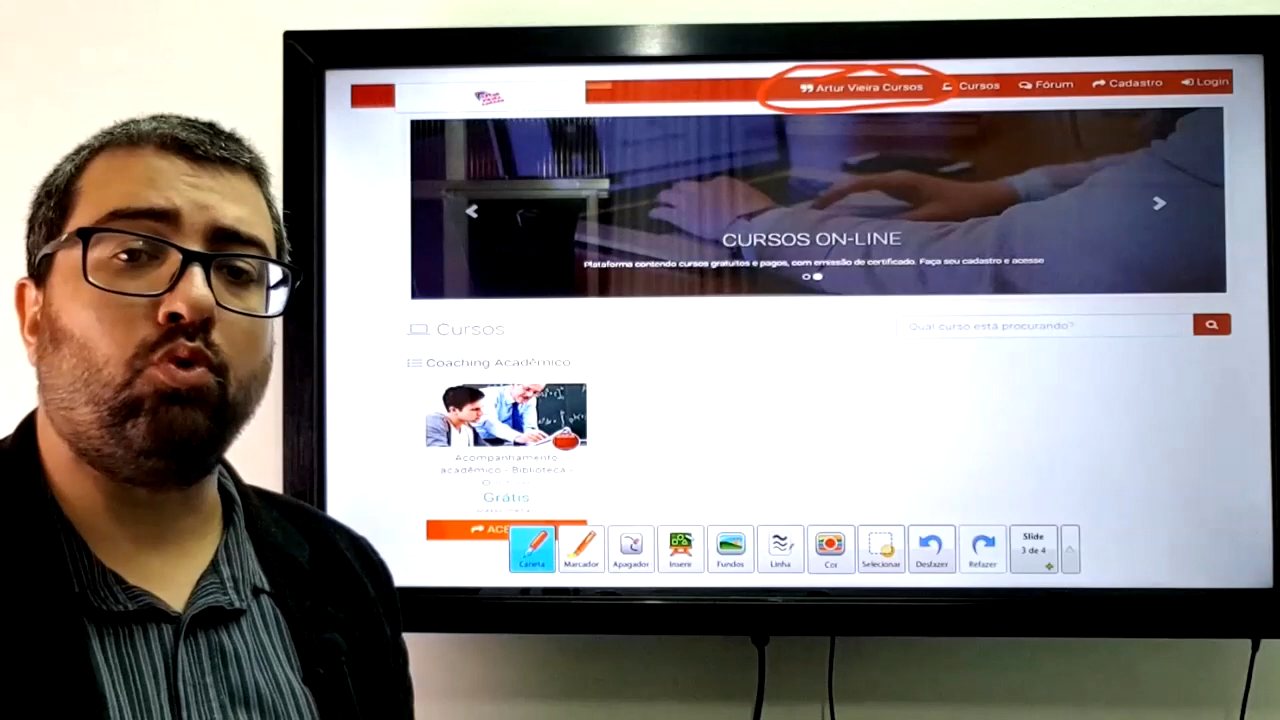 Artur Vieira Cursos Cursos Fórum Cadastro Login
CURSOS ON-LINE
Plataforma contendo cursos gratuitos e pagos, com emissão de certificado. Faça seu cadastro e acesse
Cursos
Qual curso está procurando?
Coaching Acadêmico
Acompanhamento
acadêmico - Biblioteca -
Grátis
Caneta Marcador Apagador Inserir Fundos Linha Cor Selecionar Desfazer Refazer
Slide
3 de 4